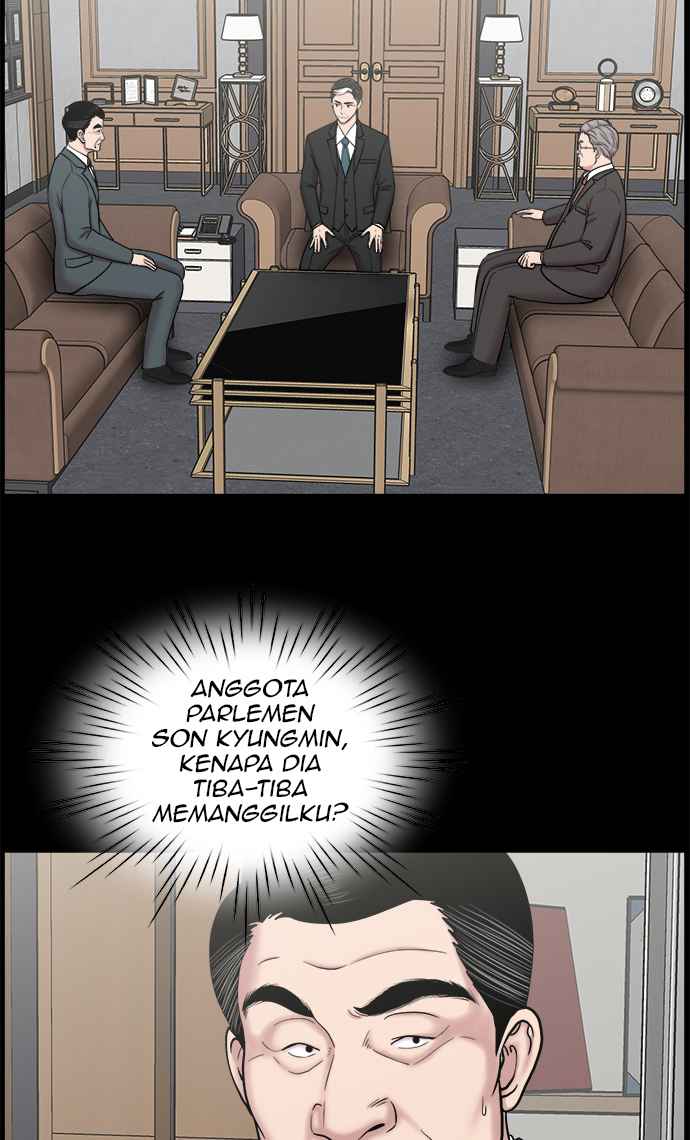 ANGGOTA
PARLEMEN
SON KYUNGMIN,
KENAPA DIA
TIBA-TIBA
MEMANGGILKU?